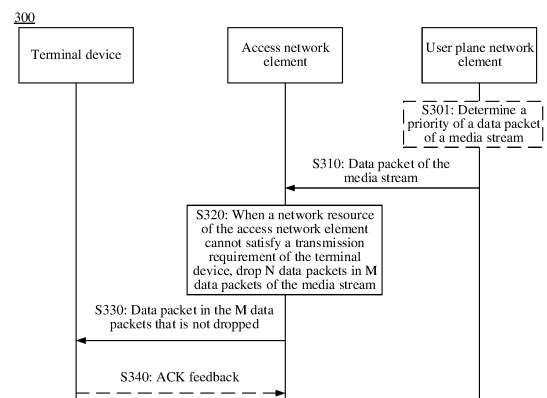 300
Terminal device
Access network
element
User plane network
element
S301: Determine a
priority of a data packet
of a media stream
S310: Data packet of the
media stream
S320: When a network resource
of the access network element
cannot satisfy a transmission
requirement of the terminal
device, drop N data packets in M
data packets of the media stream
S330: Data packet in the M data
packets that is not dropped
S340: ACK feedback